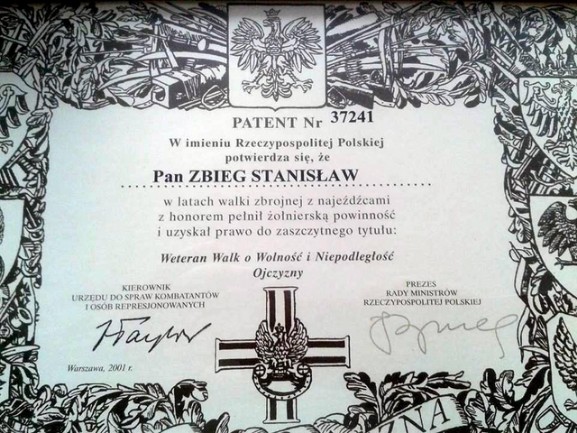 PATENT Nr 37241
W imieniu Rzeczypospolitej Polskiej
potwierdza się, że
Pan ZBIEG STANISŁAW
w latach walki zbrojnej z najeźdźcami
z honorem pełnił żołnierską powinność
i uzyskał prawo do zaszczytnego tytułu:
Weteran Walk o Wolność i Niepodległość
Ojczyzny
KIEROWNIK
URZĘDU DO SPRAW KOMBATANTÓW
I OSÓB REPRESJONOWANYCH
PREZES
RADY MINISTRÓW
RZECZYPOSPOLITEJ POLSKIEJ
Warszawa, 2001 r.